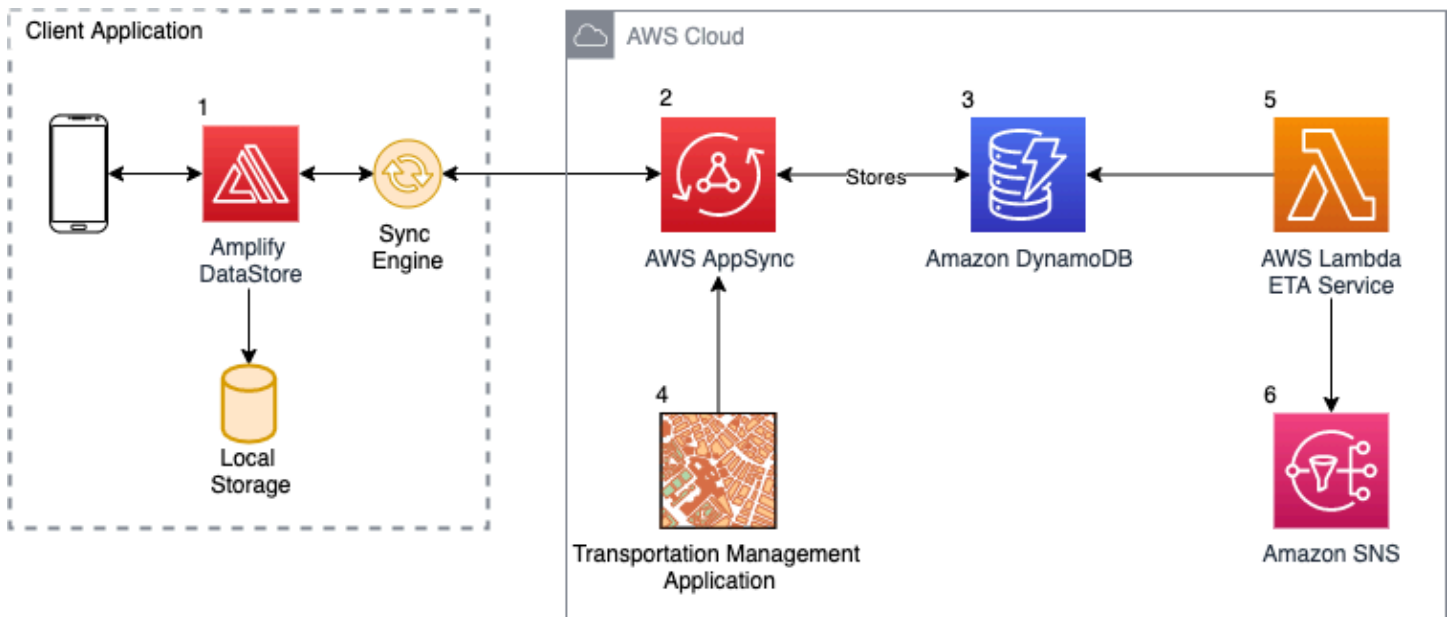 Client Application
1
Amplify
DataStore
Sync
Engine
Local
Storage
AWS Cloud
2
AWS AppSync
Stores
3
Amazon DynamoDB
5
AWS Lambda
ETA Service
4
Transportation Management
Application
6
Amazon SNS